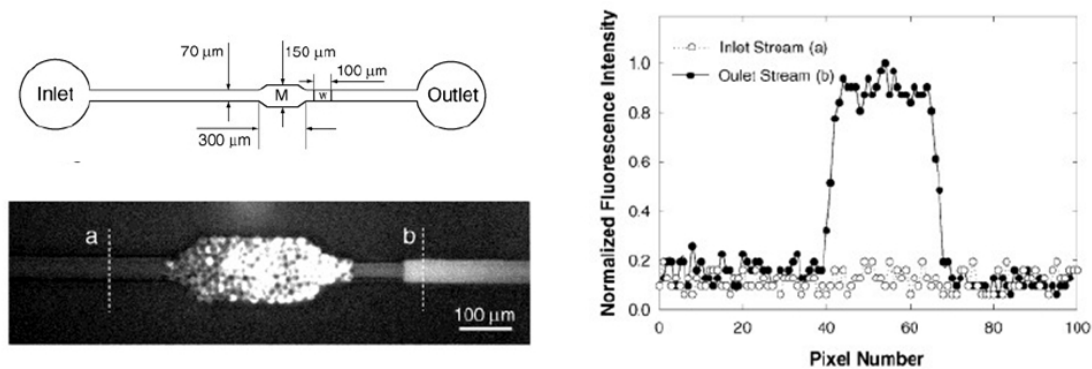 70 μm
150 μm
100 μm
Inlet
M
W
Outlet
300 μm
a
b
100 μm
Normalized Fluorescence Intensity
Inlet Stream (a)
Oulet Stream (b)
1.0
0.8
0.6
0.4
0.2
0.0
0 20 40 60 80 100
Pixel Number